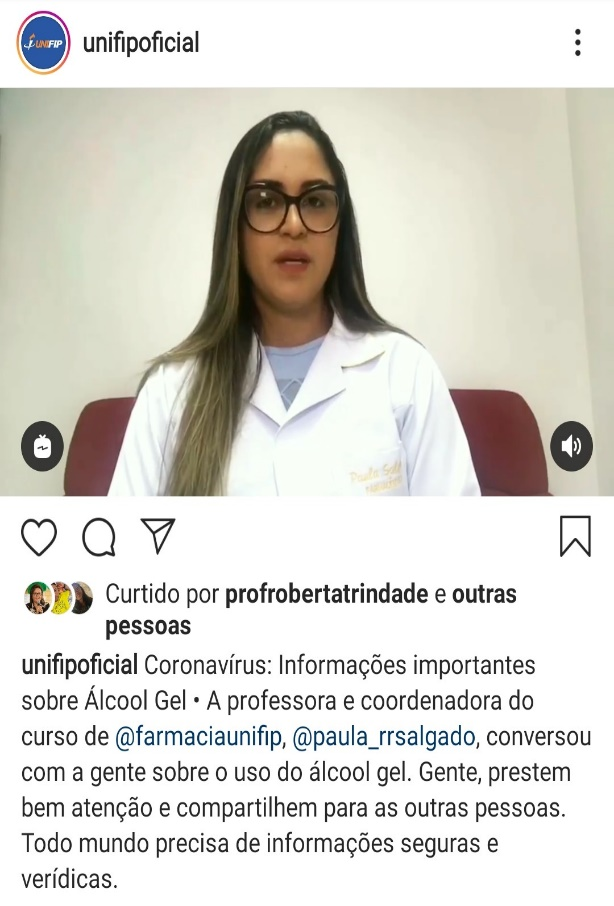 UNIFIP
unifipoficial
Paula
Curtido por profrobertatrindade e outras
pessoas
unifipoficial Coronavírus: Informações importantes
sobre Álcool Gel • A professora e coordenadora do
curso de @farmaciaunifip, @paula_rrsalgado, conversou
com a gente sobre o uso do álcool gel. Gente, prestem
bem atenção e compartilhem para as outras pessoas.
Todo mundo precisa de informações seguras e
verídicas.